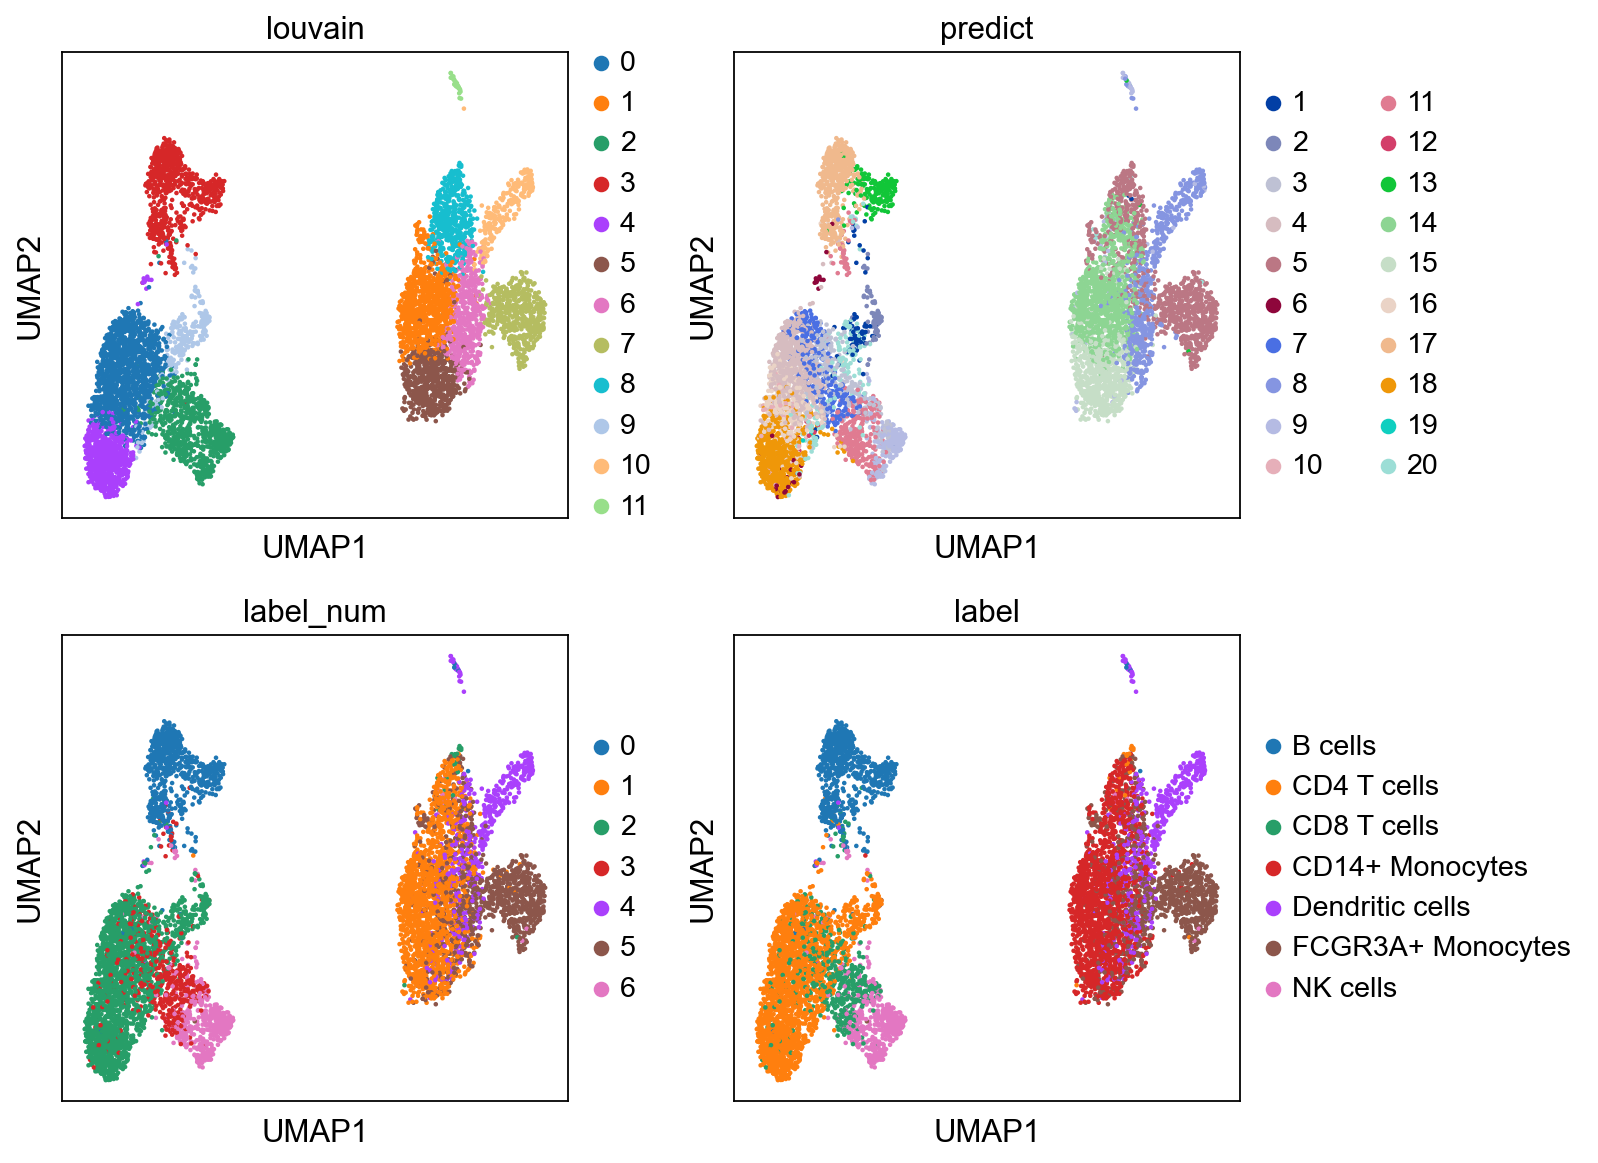 louvain
UMAP2
UMAP1
0
1
2
3
4
5
6
7
8
9
10
11
predict
UMAP2
UMAP1
1 11
2 12
3 13
4 14
5 15
6 16
7 17
8 18
9 19
10 20
label_num
UMAP2
UMAP1
0
1
2
3
4
5
6
label
UMAP2
UMAP1
B cells
CD4 T cells
CD8 T cells
CD14+ Monocytes
Dendritic cells
FCGR3A+ Monocytes
NK cells